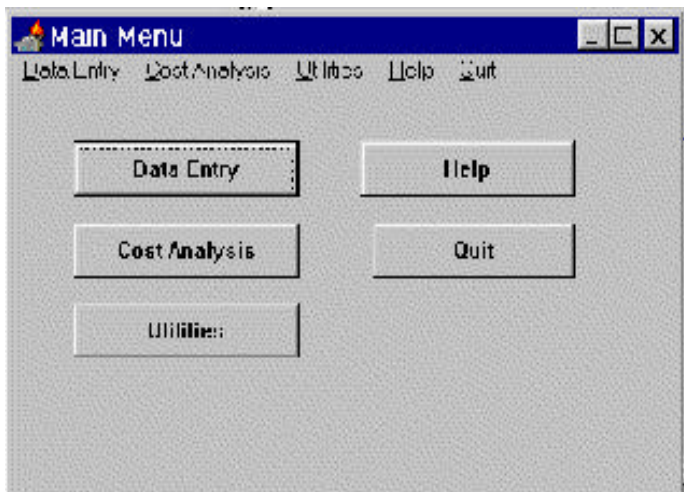 Main Menu
Data Entry Cost Analysis Utilities Help Quit
Data Entry Help
Cost Analysis Quit
Utilities